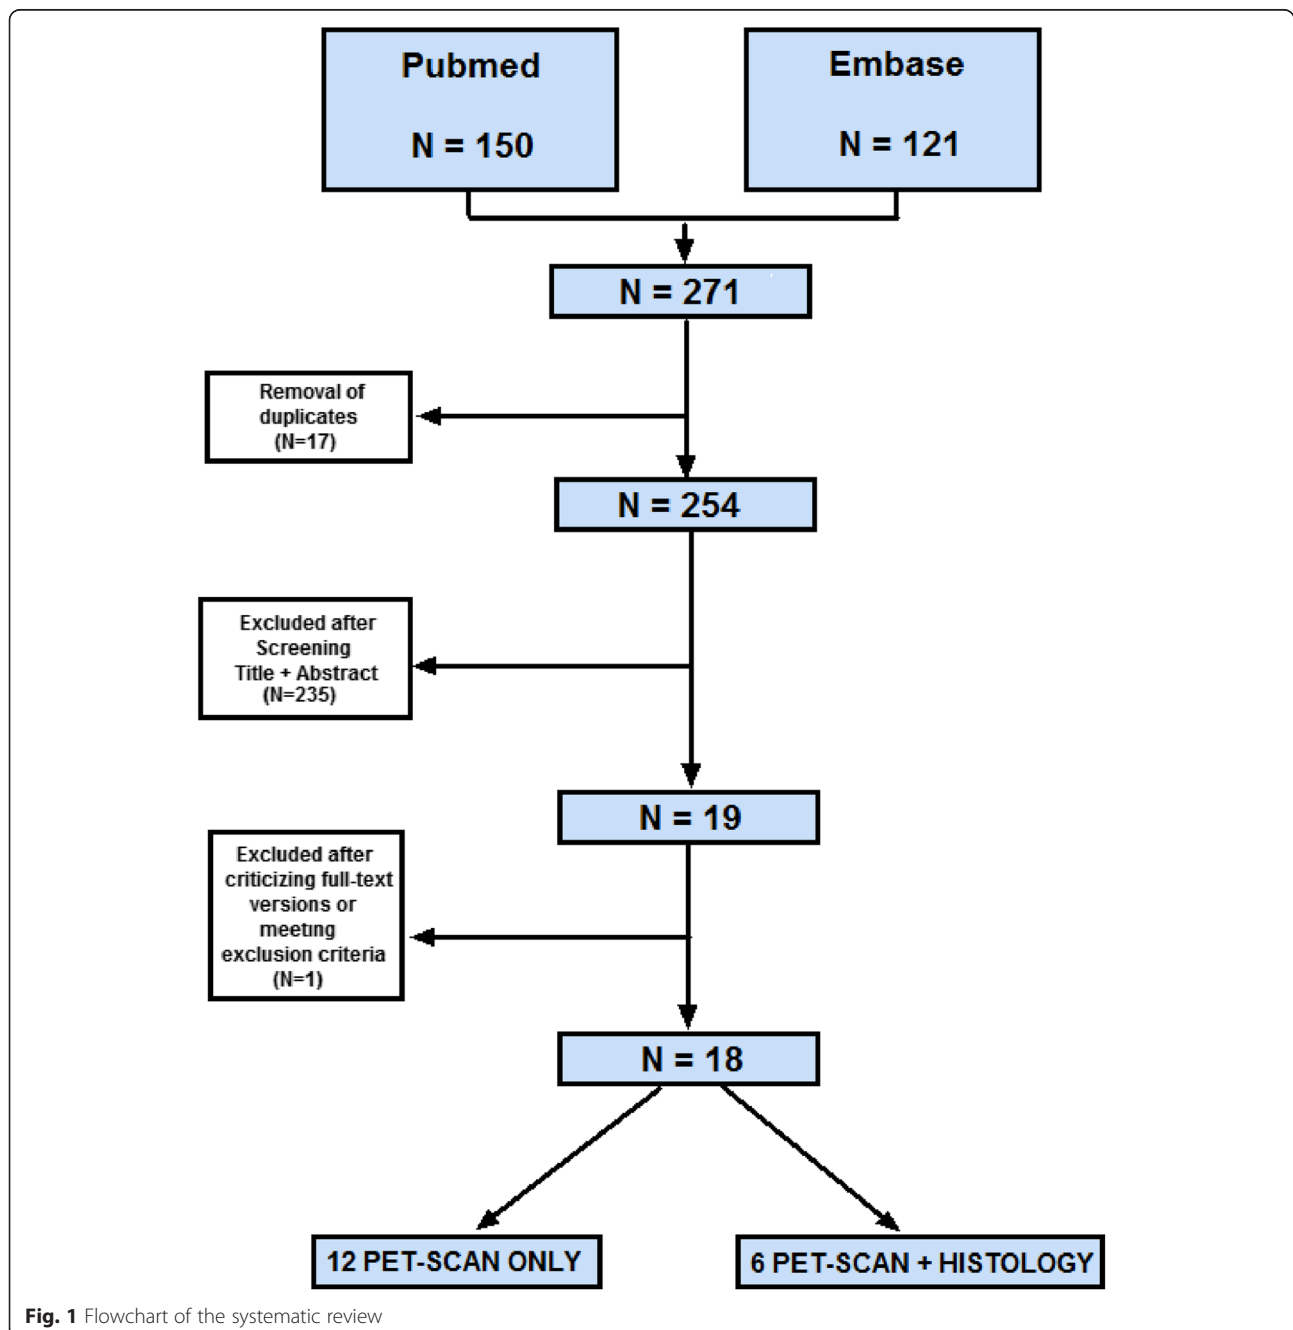 Pubmed
N = 150
Embase
N = 121
N = 271
Removal of
duplicates
(N=17)
N = 254
Excluded after
Screening
Title + Abstract
(N=235)
N = 19
Excluded after
criticizing full-text
versions or
meeting
exclusion criteria
(N=1)
N = 18
12 PET-SCAN ONLY
6 PET-SCAN + HISTOLOGY
Fig. 1 Flowchart of the systematic review